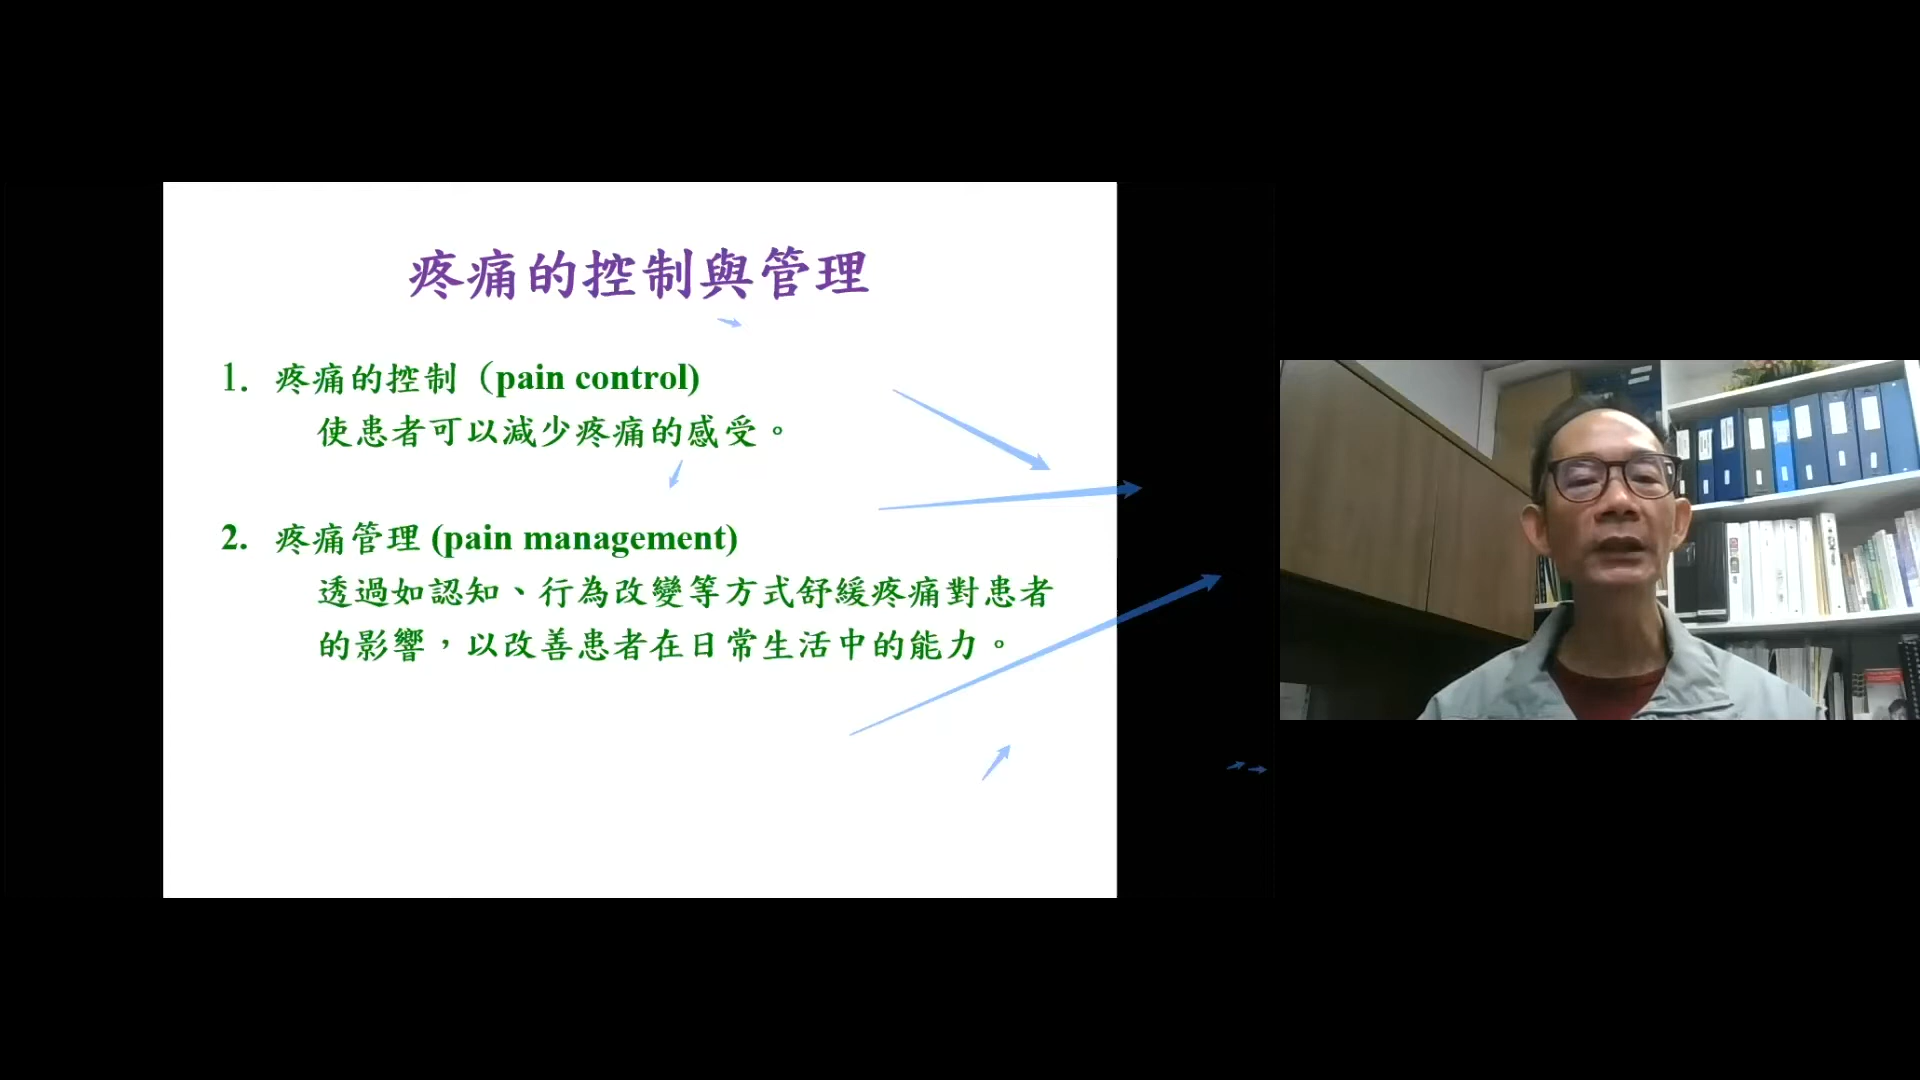 疼痛的控制與管理
1. 疼痛的控制（pain control)
使患者可以減少疼痛的感受。
2. 疼痛管理 (pain management)
透過如認知、行為改變等方式舒緩疼痛對患者
的影響，以改善患者在日常生活中的能力。